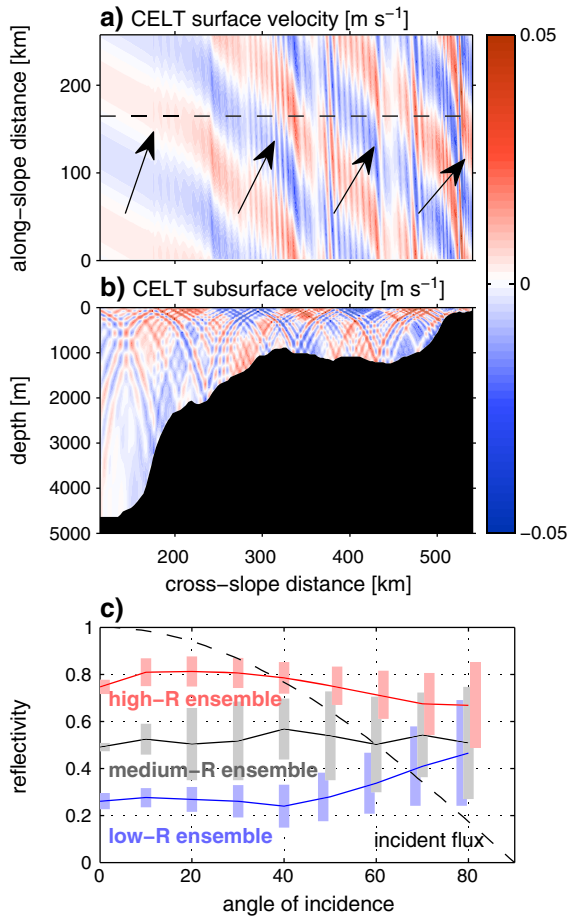 a) CELT surface velocity [m s−1]
along−slope distance [km]
200
100
0
0.05
0
−0.05
b) CELT subsurface velocity [m s−1]
depth [m]
0
1000
2000
3000
4000
5000
200
300
400
500
cross−slope distance [km]
c)
reflectivity
1
0.8
0.6
0.4
0.2
0
high−R ensemble
medium−R ensemble
low−R ensemble
incident flux
0
20
40
60
80
angle of incidence